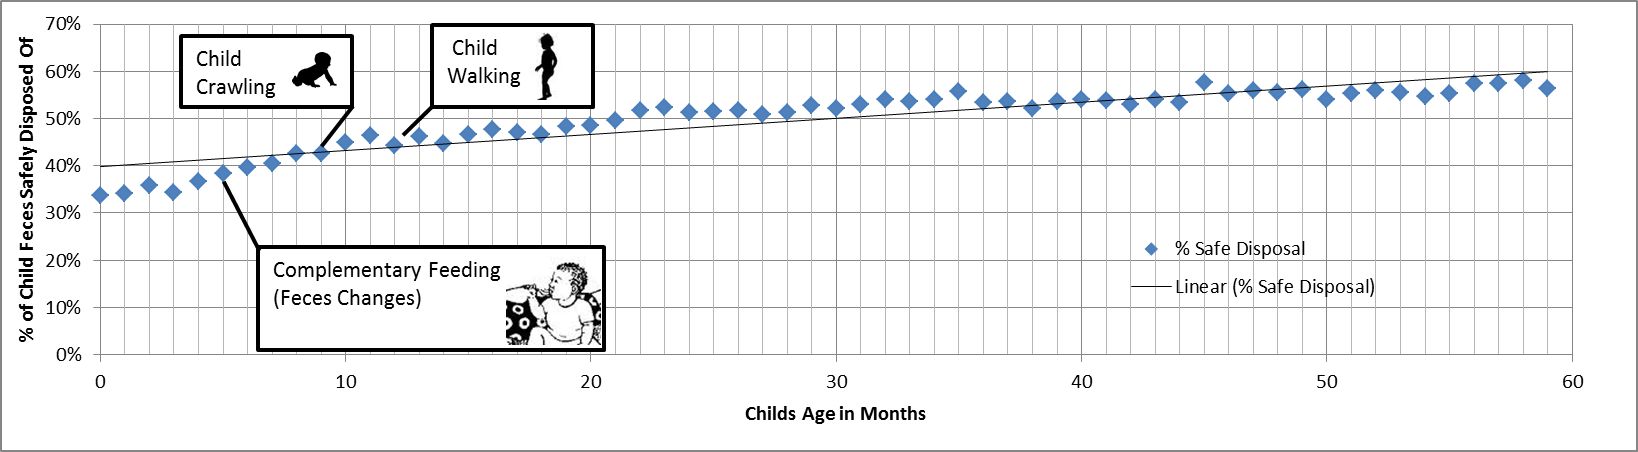 % of Child Feces Safely Disposed Of
70%
60%
50%
40%
30%
20%
10%
0%
Child
Crawling
Child
Walking
Complementary Feeding
(Feces Changes)
% Safe Disposal
Linear (% Safe Disposal)
0 10 20 30 40 50 60
Childs Age in Months